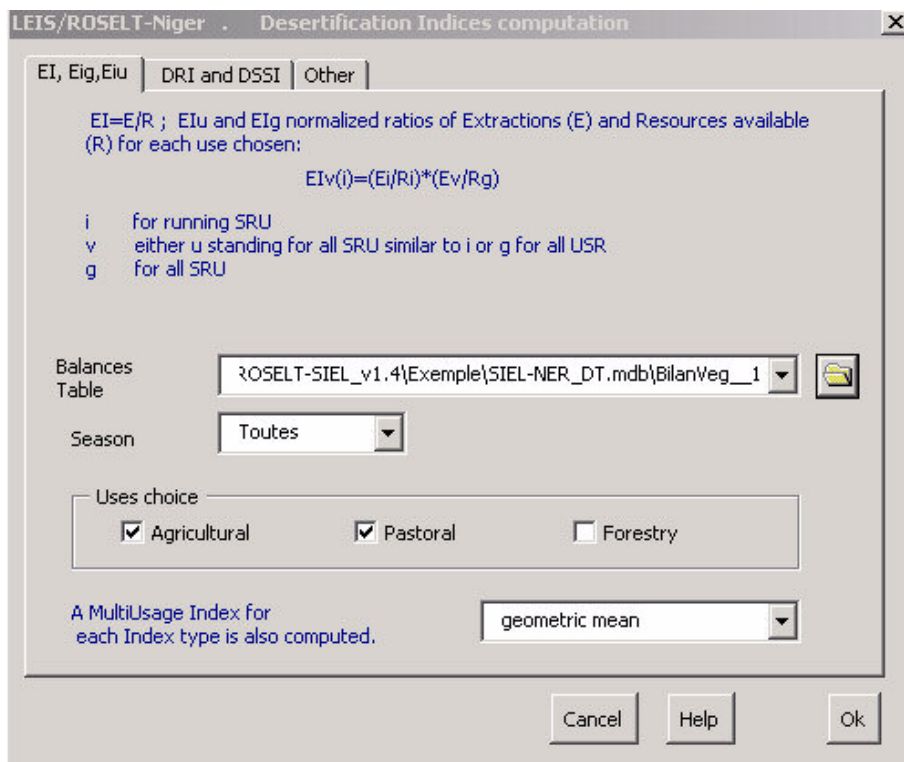 LEIS/ROSELT-Niger . Desertification Indices computation
EI, Eig,Eiu
DRI and DSSI
Other
EI=E/R ; EIu and EIg normalized ratios of Extractions (E) and Resources available
(R) for each use chosen:
EIv(i)=(Ei/Ri)*(Ev/Rg)
i for running SRU
v either u standing for all SRU similar to i or g for all USR
g for all SRU
Balances
Table
ROSELT-SIEL_v1.4\Exemple\SIEL-NER_DT.mdb\BilanVeg__1
Season
Toutes
Uses choice
Agricultural
Pastoral
Forestry
A MultiUsage Index for
each Index type is also computed.
geometric mean
Cancel
Help
Ok